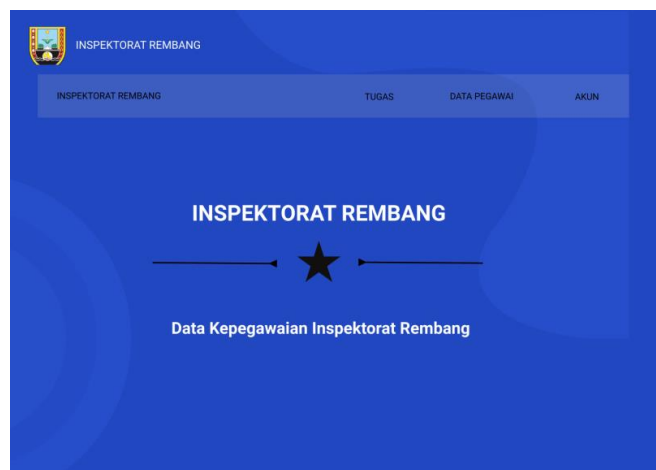 INSPEKTORAT REMBANG
INSPEKTORAT REMBANG TUGAS DATA PEGAWAI AKUN
INSPEKTORAT REMBANG
Data Kepegawaian Inspektorat Rembang